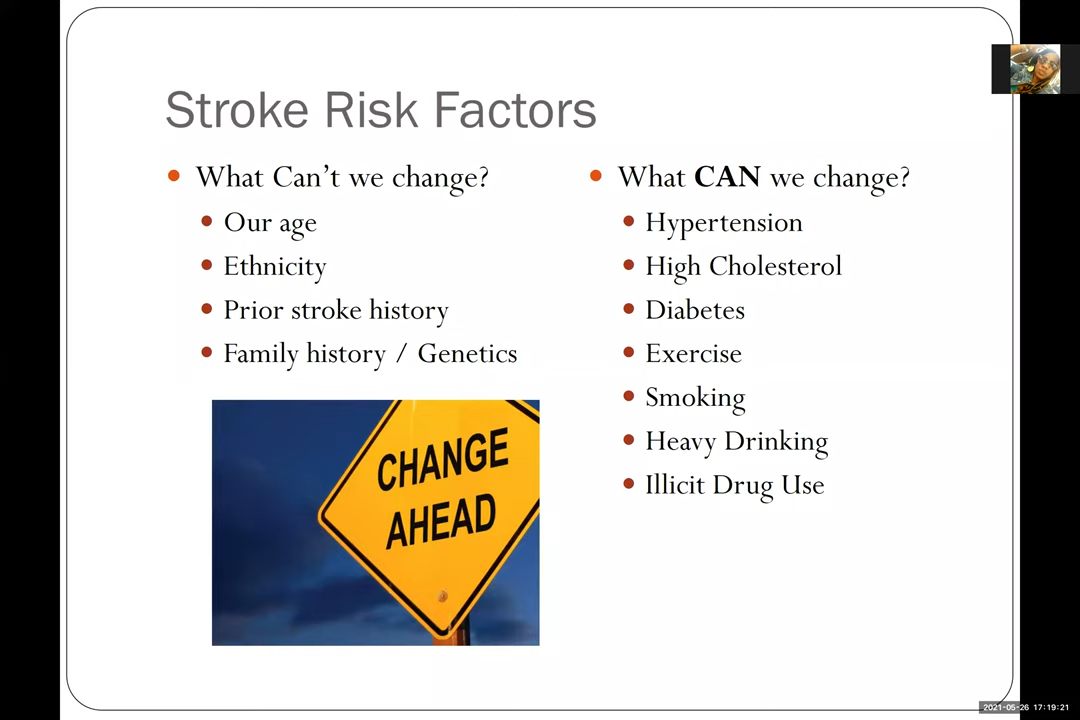 Stroke Risk Factors
What Can’t we change?
Our age
Ethnicity
Prior stroke history
Family history / Genetics
CHANGE
AHEAD
What CAN we change?
Hypertension
High Cholesterol
Diabetes
Exercise
Smoking
Heavy Drinking
Illicit Drug Use
2021-05-26 17:19:21